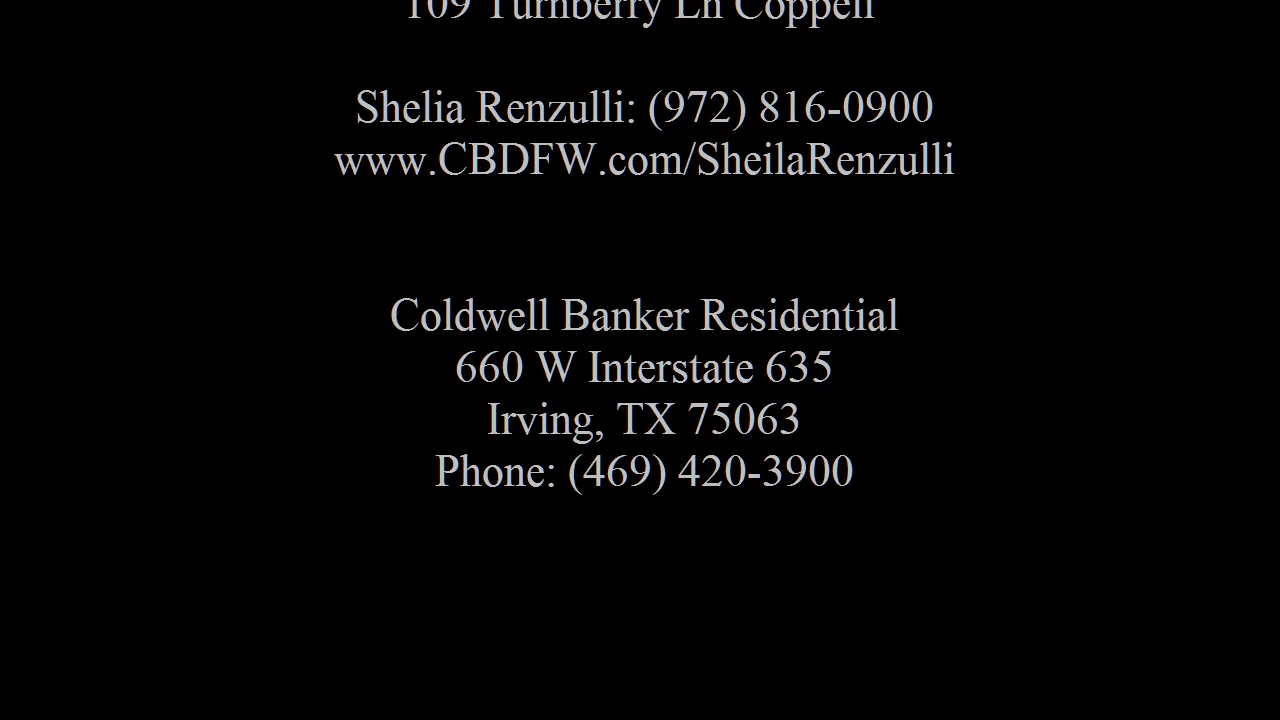 109 Turnberry Ln Coppell
Shelia Renzulli: (972) 816-0900
www.CBDFW.com/SheilaRenzulli
Coldwell Banker Residential
660 W Interstate 635
Irving, TX 75063
Phone: (469) 420-3900